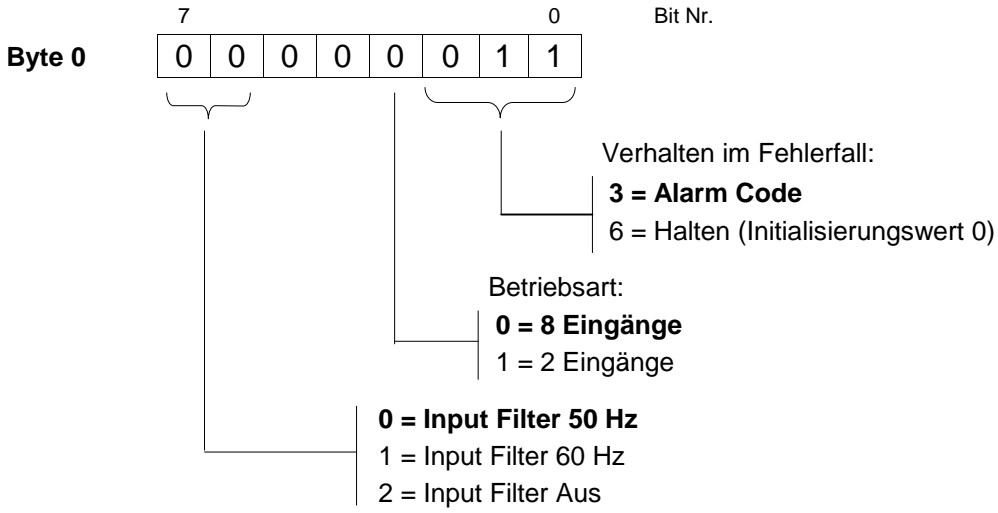 7 0 Bit Nr.
Byte 0 0 0 0 0 0 0 1 1
Verhalten im Fehlerfall:
3 = Alarm Code
6 = Halten (Initialisierungswert 0)
Betriebsart:
0 = 8 Eingänge
1 = 2 Eingänge
0 = Input Filter 50 Hz
1 = Input Filter 60 Hz
2 = Input Filter Aus